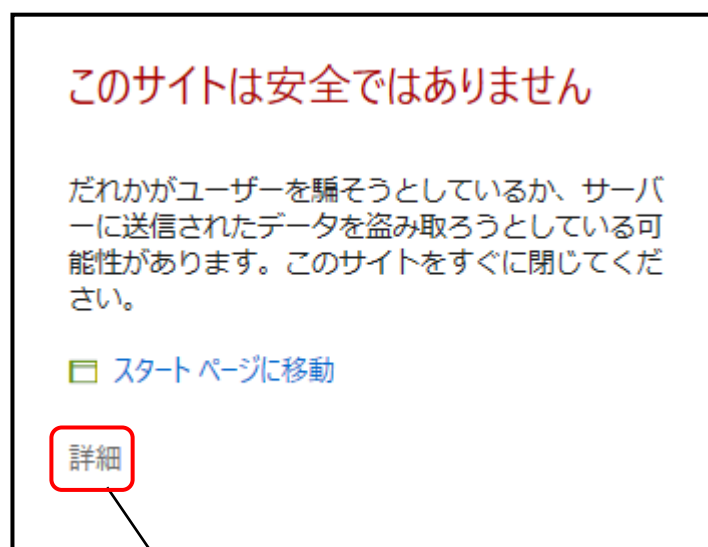 このサイトは安全ではありません
だれかがユーザーを騙そうとしているか、サーバ
ーに送信されたデータを盗み取ろうとしている可
能性があります。このサイトをすぐに閉じてくだ
さい。
スタート ページに移動
詳細